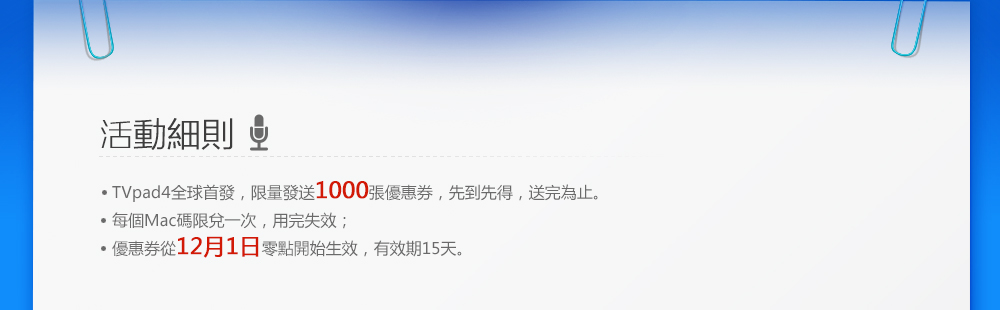 活動細則
• TVpad4全球首發，限量發送1000張優惠券，先到先得，送完為止。
• 每個Mac碼限兌一次，用完失效；
• 優惠券從12月1日零點開始生效，有效期15天。